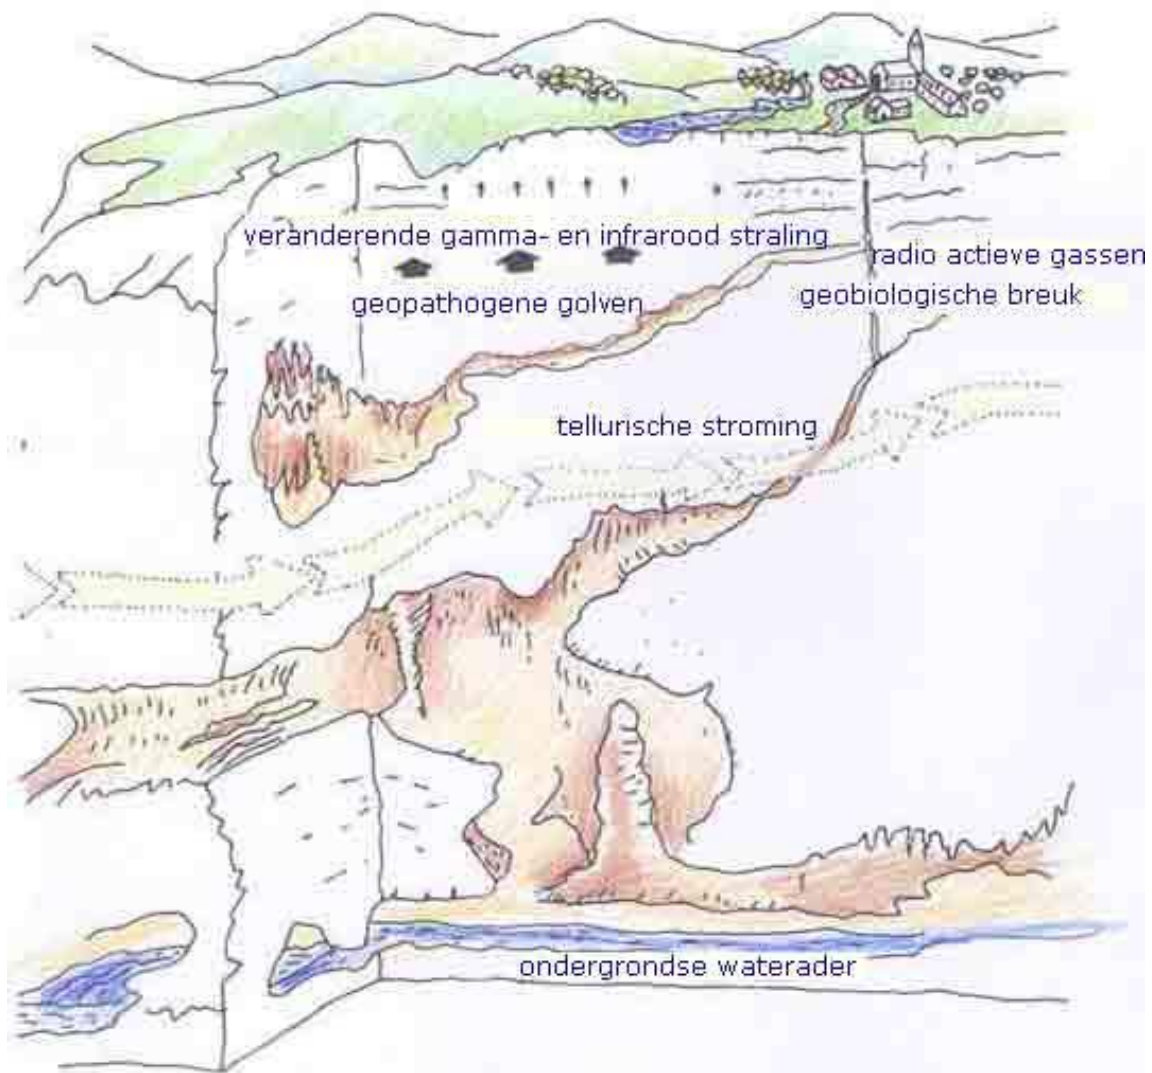 veranderende gamma- en infrarood straling
radio actieve gassen
geopathogene golven
geobiologische breuk
tellurische stroming
ondergrondse waterader